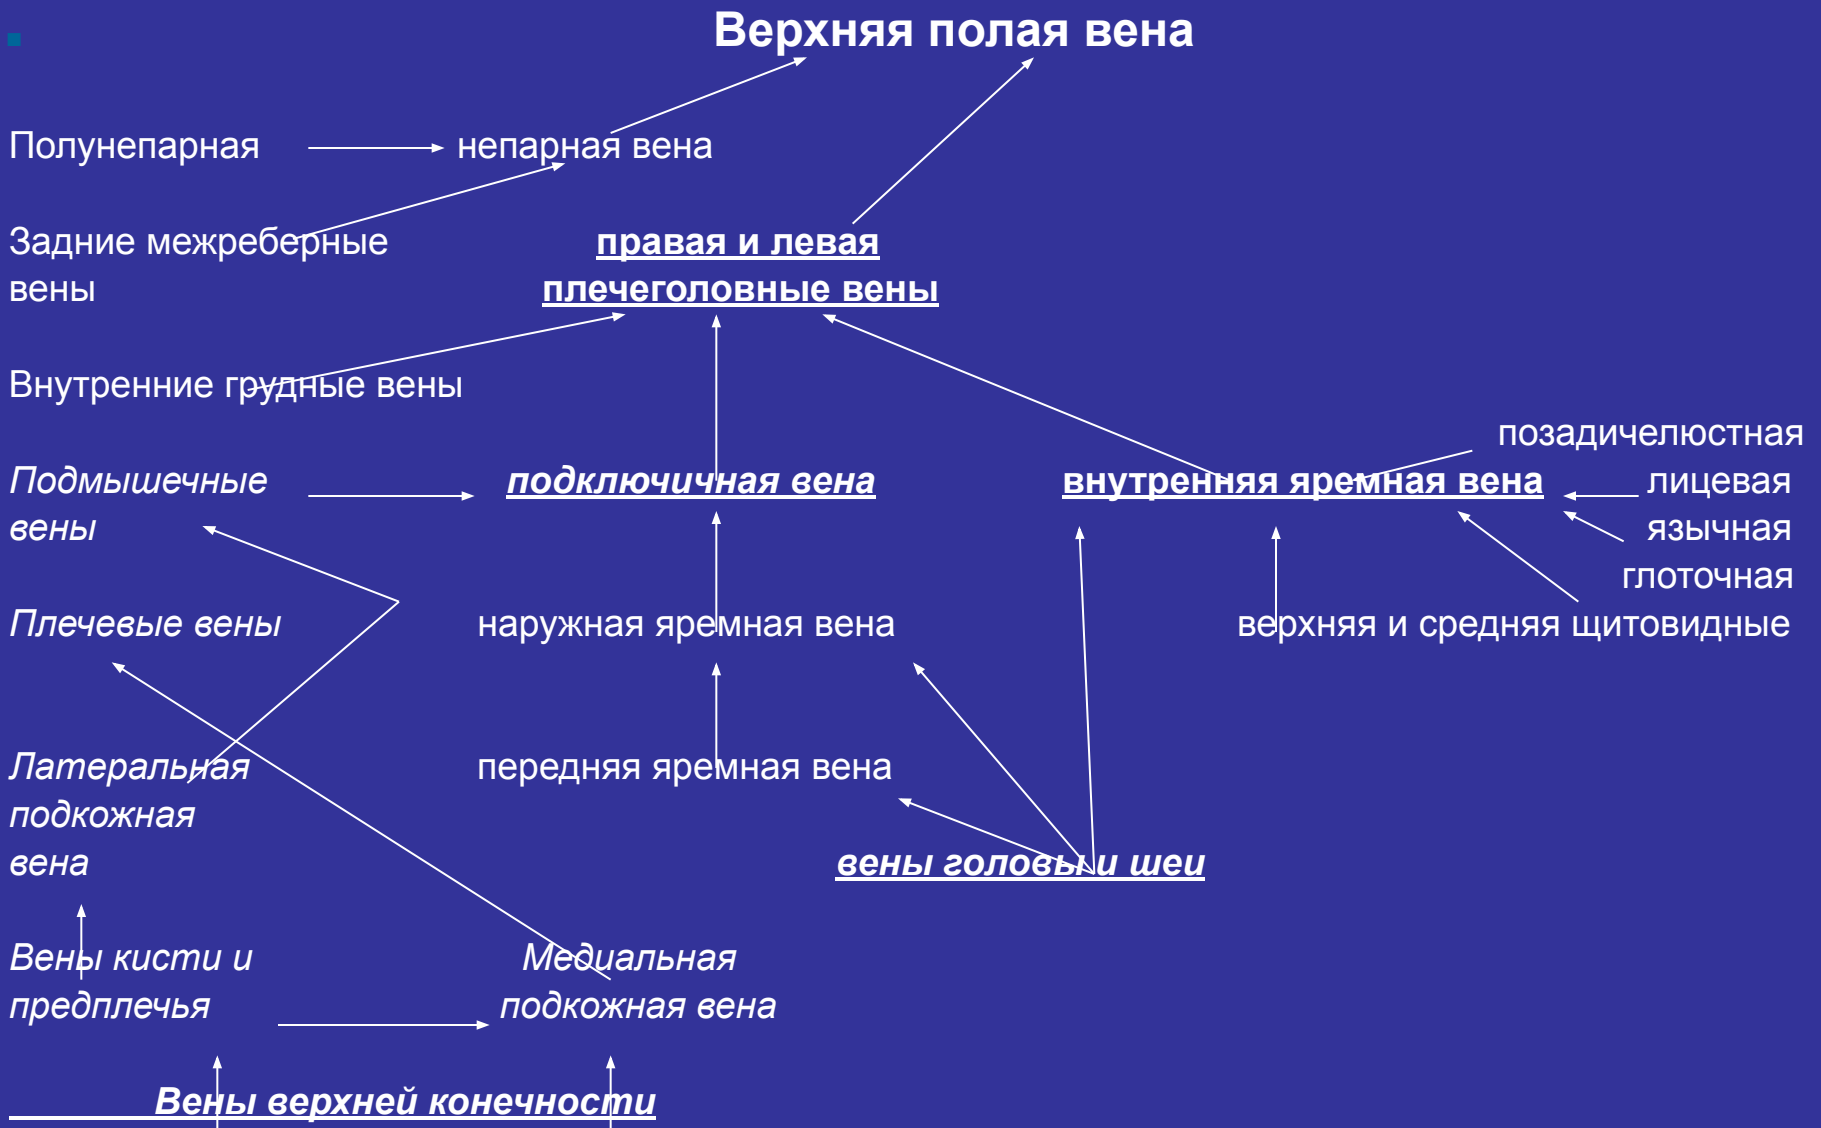 Верхняя полая вена
Полунепарная непарная вена
Задние межреберные правая и левая
вены плечеголовные вены
Внутренние грудные вены
позадичелюстная
Подмышечные подключичная вена внутренняя яремная вена лицевая
вены язычная
глоточная
Плечевые вены наружная яремная вена верхняя и средняя щитовидные
Латеральная передняя яремная вена
подкожная
вена вены головы и шеи
Вены кисти и Медиальная
предплечья подкожная вена
Вены верхней конечности